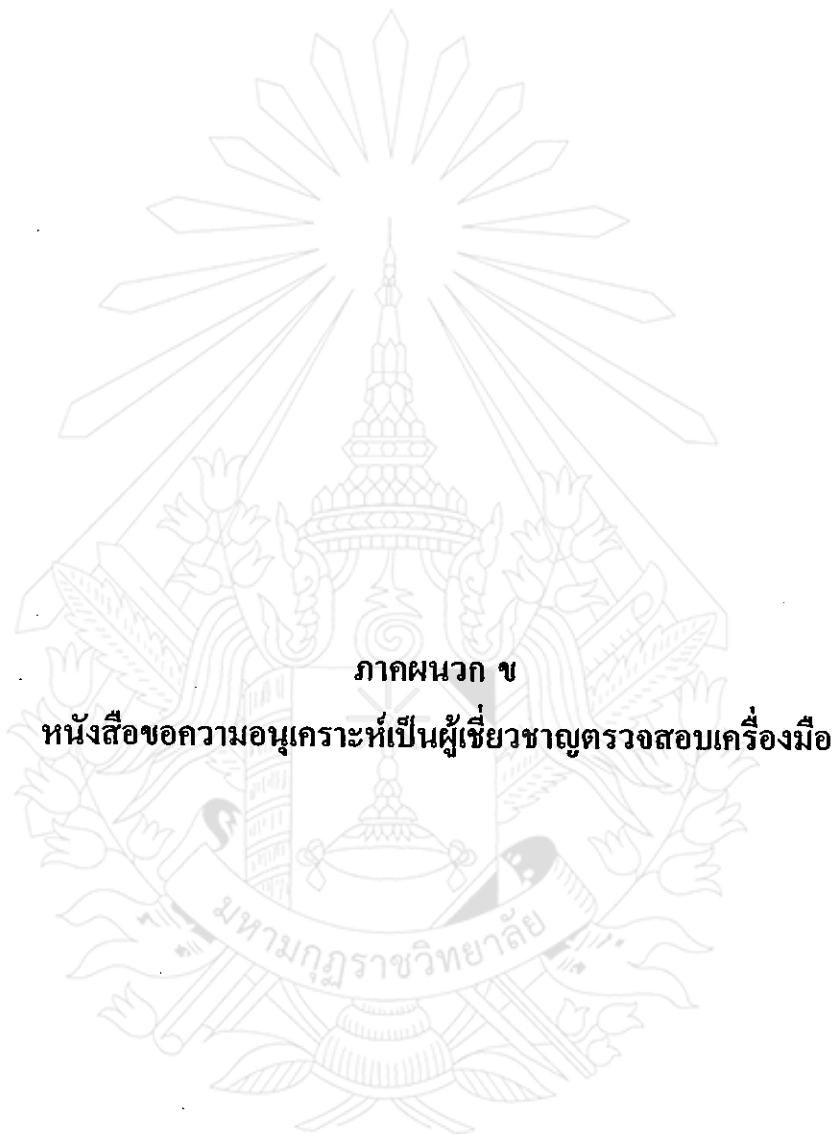 ภาคผนวก ข
หนังสือขอความอนุเคราะห์เป็นผู้เชี่ยวชาญตรวจสอบเครื่องมือ
มหามกุฏราชวิทยาลัย